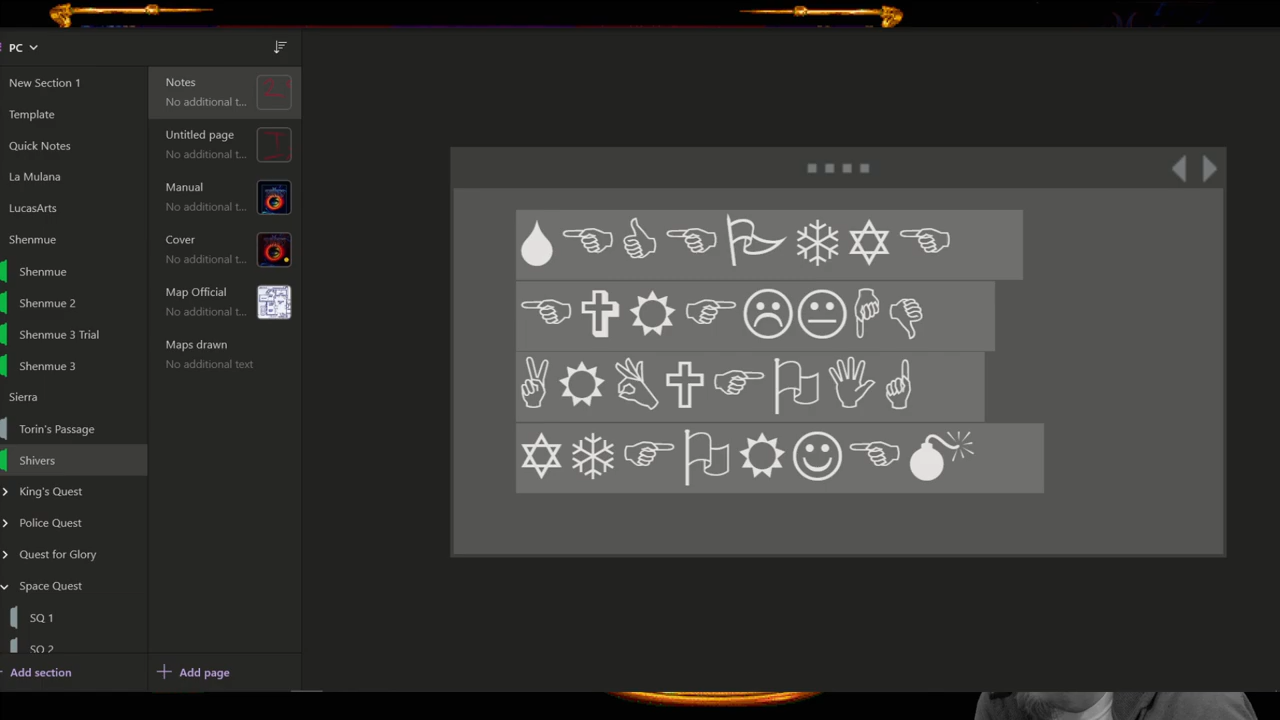 PC
New Section 1
Template
Quick Notes
La Mulana
LucasArts
Shenmue
Shenmue
Shenmue 2
Shenmue 3 Trial
Shenmue 3
Sierra
Torin's Passage
Shivers
King's Quest
Police Quest
Quest for Glory
Space Quest
SQ 1
SQ 2
Add section
Notes
No additional t...
Untitled page
No additional t...
Manual
No additional t...
Cover
No additional t...
Map Official
No additional t...
Maps drawn
No additional text
Add page
💧☜👍☜🏱❄✡☜
☜✞☼☞☹😐☟👎
✌☼👌✝☞🏳🖐☝
✡❄☞🏳☼☺☜💣